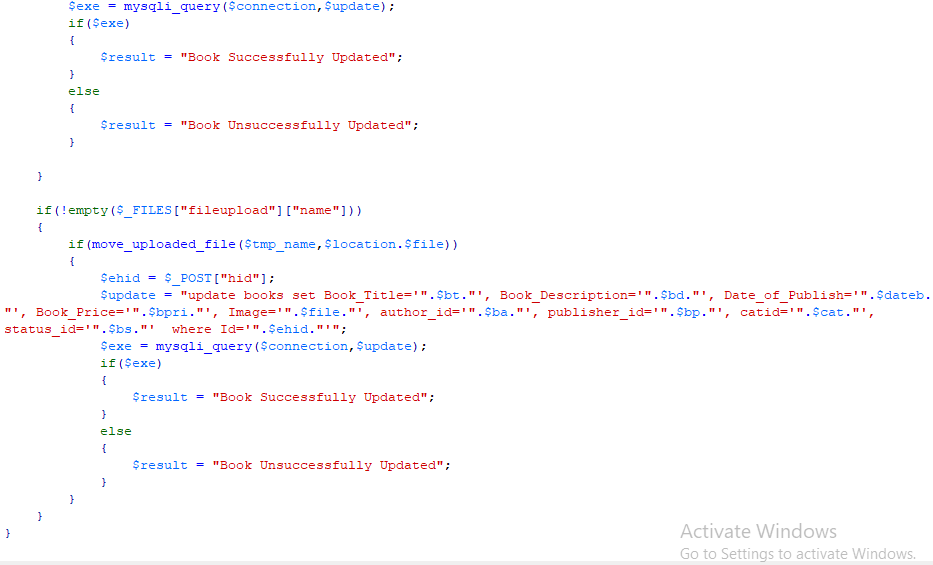 $exe = mysqli_query($connection,$update);
if($exe)
{
$result = "Book Successfully Updated";
}
else
{
$result = "Book Unsuccessfully Updated";
}
}
if(!empty($_FILES["fileupload"]["name"]))
{
if(move_uploaded_file($tmp_name,$location.$file))
{
$ehid = $_POST["hid"];
$update = "update books set Book_Title='".$bt."', Book_Description='".$bd."', Date_of_Publish='".$dateb.
"', Book_Price='".$bpri."', Image='".$file."', author_id='".$ba."', publisher_id='".$bp."', catid='".$cat."',
status_id='".$bs."'  where Id='".$ehid."'";
$exe = mysqli_query($connection,$update);
if($exe)
{
$result = "Book Successfully Updated";
}
else
{
$result = "Book Unsuccessfully Updated";
}
}
}
}
Activate Windows
Go to Settings to activate Windows.